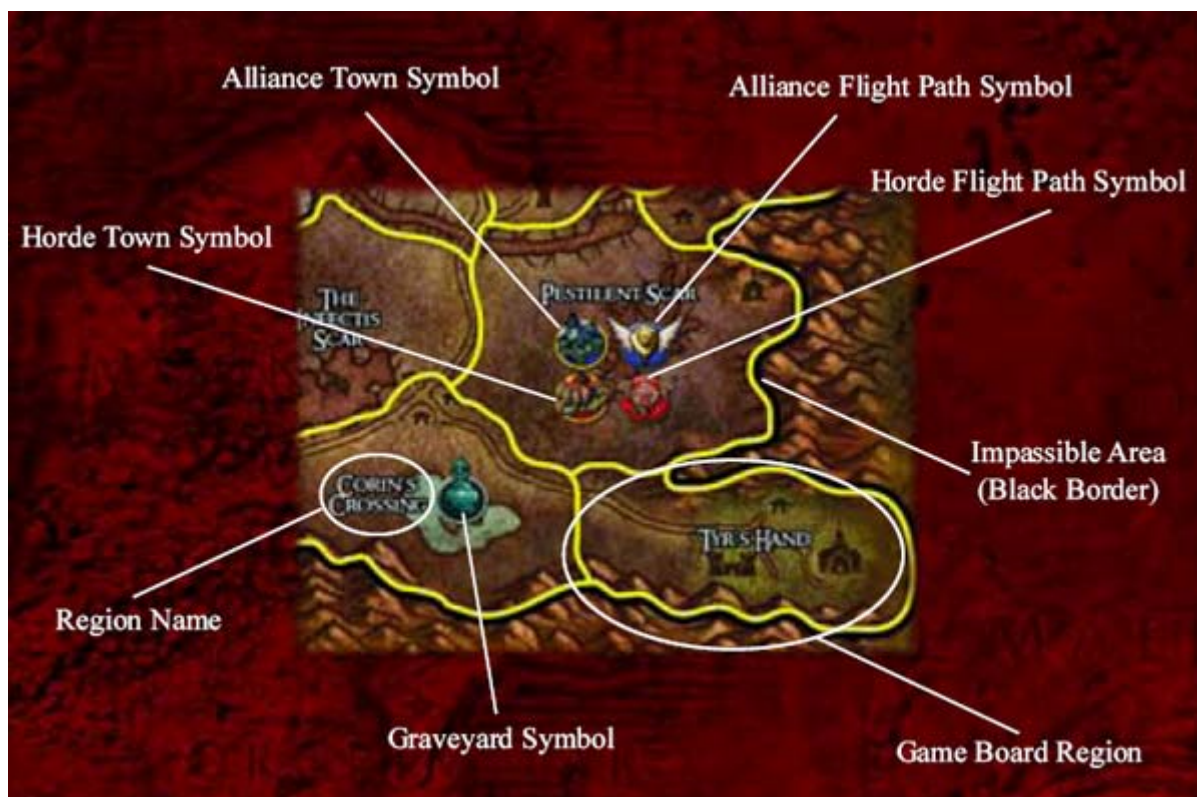 Alliance Town Symbol
Alliance Flight Path Symbol
Horde Flight Path Symbol
Horde Town Symbol
THE
INFECTIS
SCAR
PESTILENT SCAR
Impassible Area
(Black Border)
CORIN'S
CROSSING
TYR'S HAND
Region Name
Graveyard Symbol
Game Board Region